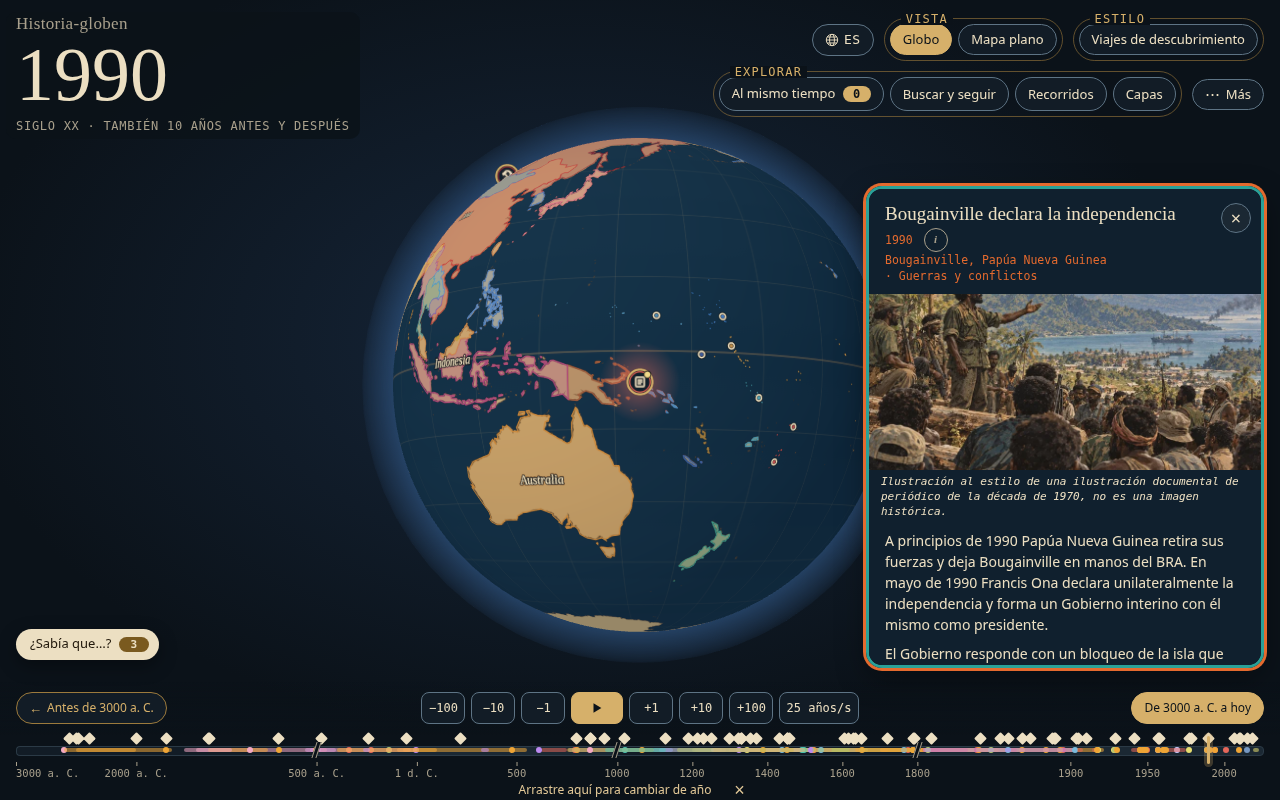 Historia-globen
1990
SIGLO XX · TAMBIÉN 10 AÑOS ANTES Y DESPUÉS
ES
VISTA
Globo
Mapa plano
ESTILO
Viajes de descubrimiento
EXPLORAR
Al mismo tiempo 0
Buscar y seguir
Recorridos
Capas
··· Más
Indonesia
Australia
Bougainville declara la independencia
×
1990 i
Bougainville, Papúa Nueva Guinea
· Guerras y conflictos
Ilustración al estilo de una ilustración documental de
periódico de la década de 1970, no es una imagen
histórica.
A principios de 1990 Papúa Nueva Guinea retira sus
fuerzas y deja Bougainville en manos del BRA. En
mayo de 1990 Francis Ona declara unilateralmente la
independencia y forma un Gobierno interino con él
mismo como presidente.
El Gobierno responde con un bloqueo de la isla que
¿Sabía que…? 3
← Antes de 3000 a. C.
−100
−10
−1
+1
+10
+100
25 años/s
De 3000 a. C. a hoy
3000 a. C.
2000 a. C.
500 a. C.
1 d. C.
500
1000
1200
1400
1600
1800
1900
1950
2000
Arrastre aquí para cambiar de año ×